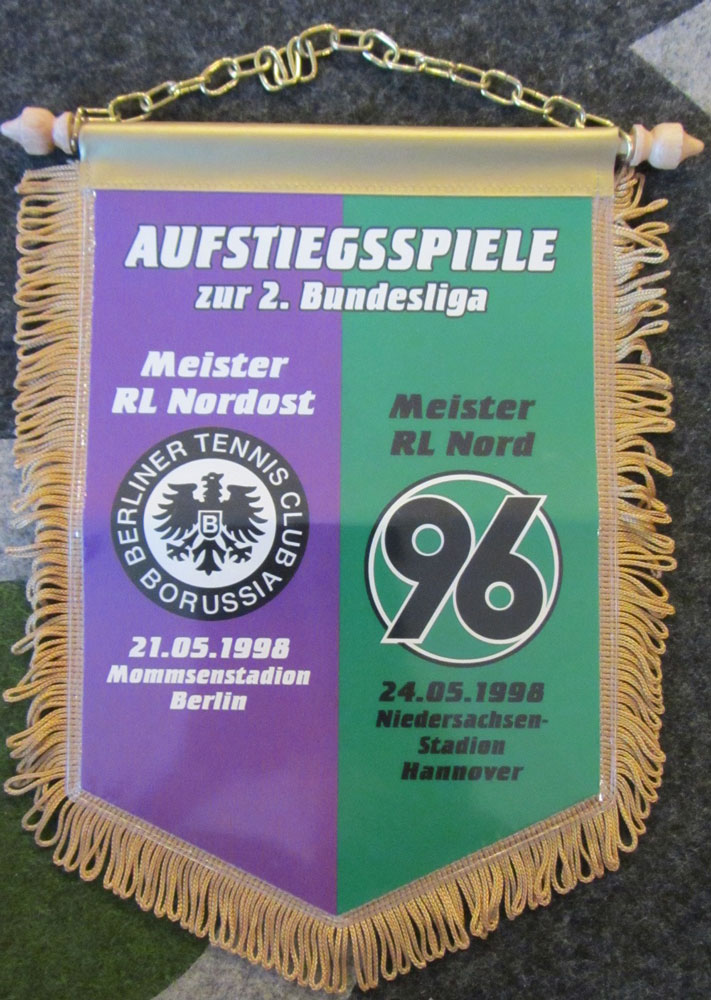 AUFSTIEGSSPIELE
zur 2. Bundesliga
Meister
RL Nordost
BERLINER TENNIS CLUB
B
BORUSSIA
21.05.1998
Mommsenstadion
Berlin
Meister
RL Nord
96
24.05.1998
Niedersachsen-
Stadion
Hannover